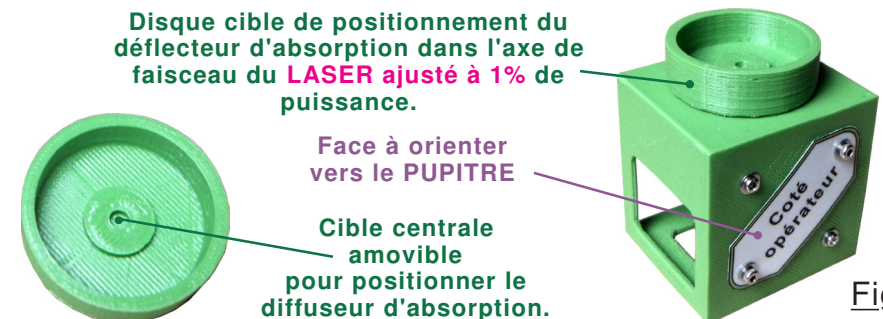 Disque cible de positionnement du
déflecteur d'absorption dans l'axe de
faisceau du LASER ajusté à 1% de
puissance.
Face à orienter
vers le PUPITRE
Cible centrale
amovible
pour positionner le
diffuseur d'absorption.
Coté
opérateur
Fig